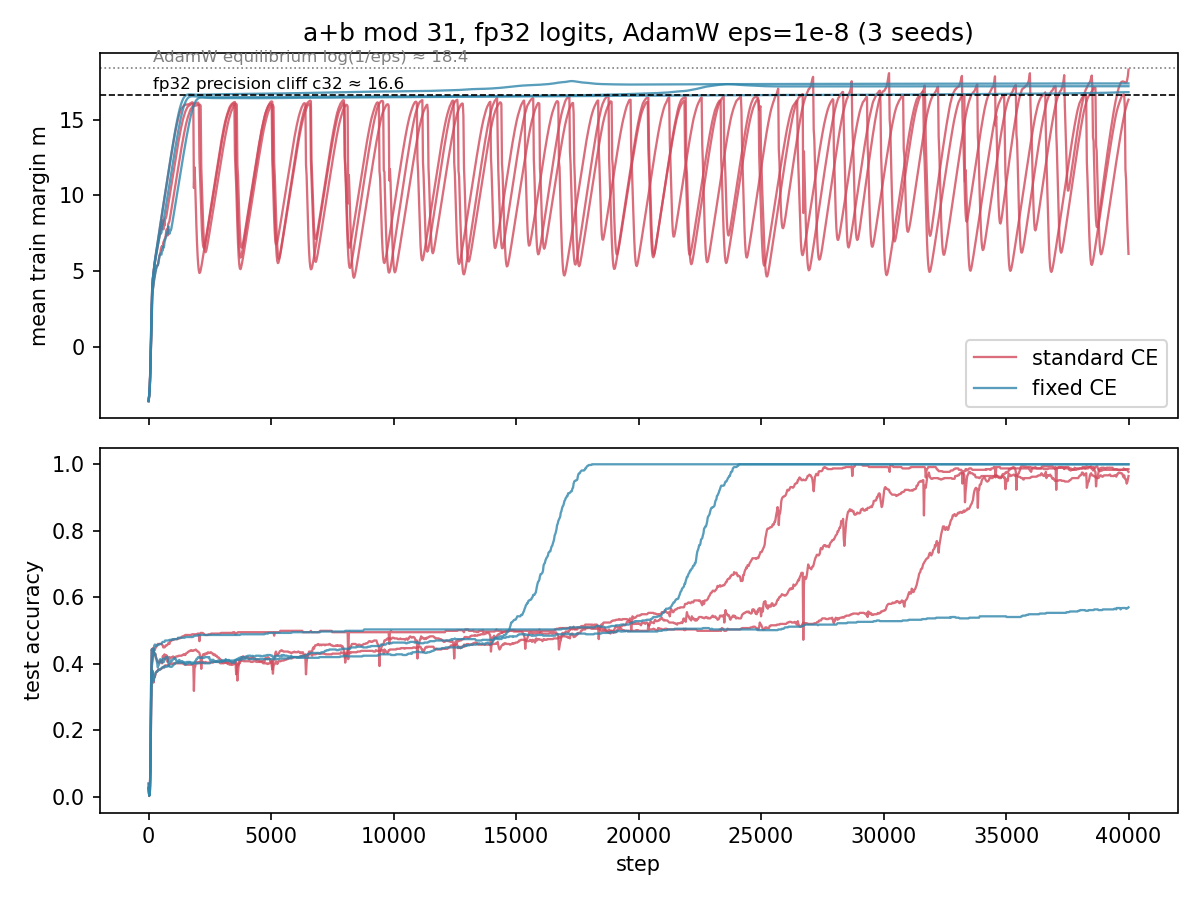 a+b mod 31, fp32 logits, AdamW eps=1e-8 (3 seeds)
AdamW equilibrium log(1/eps) ≈ 18.4
fp32 precision cliff c32 ≈ 16.6
15
10
5
0
mean train margin m
standard CE
fixed CE
1.0
0.8
0.6
0.4
0.2
0.0
test accuracy
0 5000 10000 15000 20000 25000 30000 35000 40000
step